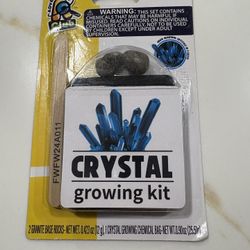 WARNING: THIS SET CONTAINS
CHEMICALS THAT MAY BE HARMFUL IF
MISUSED. READ CAUTIONS ON INDIVIDUAL
CONTAINERS CAREFULLY. NOT TO BE USED
BY CHILDREN EXCEPT UNDER ADULT
SUPERVISION.
FWFW24A011
CRYSTAL
growing kit
2 GRANITE BASE ROCKS - NET WT. 0.423 oz (12 g), 1 CRYSTAL GROWING CHEMICAL BAG - NET WT. 0.90oz (25.5